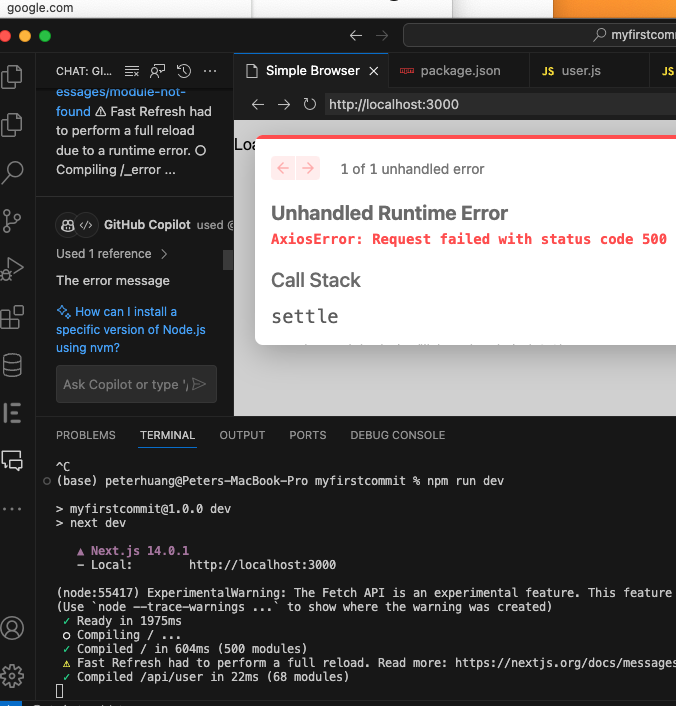 google.com
myfirstcommi
CHAT: GI...
Simple Browser
package.json
JS user.js
JS
http://localhost:3000
essages/module-not-
found ⚠ Fast Refresh had
to perform a full reload
due to a runtime error. ○
Compiling /_error ...
GitHub Copilot used @
Used 1 reference >
The error message
How can I install a
specific version of Node.js
using nvm?
Ask Copilot or type '/
Loa
1 of 1 unhandled error
Unhandled Runtime Error
AxiosError: Request failed with status code 500
Call Stack
settle
PROBLEMS
TERMINAL
OUTPUT
PORTS
DEBUG CONSOLE
^C
(base) peterhuang@Peters-MacBook-Pro myfirstcommit % npm run dev
> myfirstcommit@1.0.0 dev
> next dev
▲ Next.js 14.0.1
- Local: http://localhost:3000
(node:55417) ExperimentalWarning: The Fetch API is an experimental feature. This feature
(Use `node --trace-warnings ...` to show where the warning was created)
✓ Ready in 1975ms
○ Compiling / ...
✓ Compiled / in 604ms (500 modules)
⚠ Fast Refresh had to perform a full reload. Read more: https://nextjs.org/docs/messages
✓ Compiled /api/user in 22ms (68 modules)